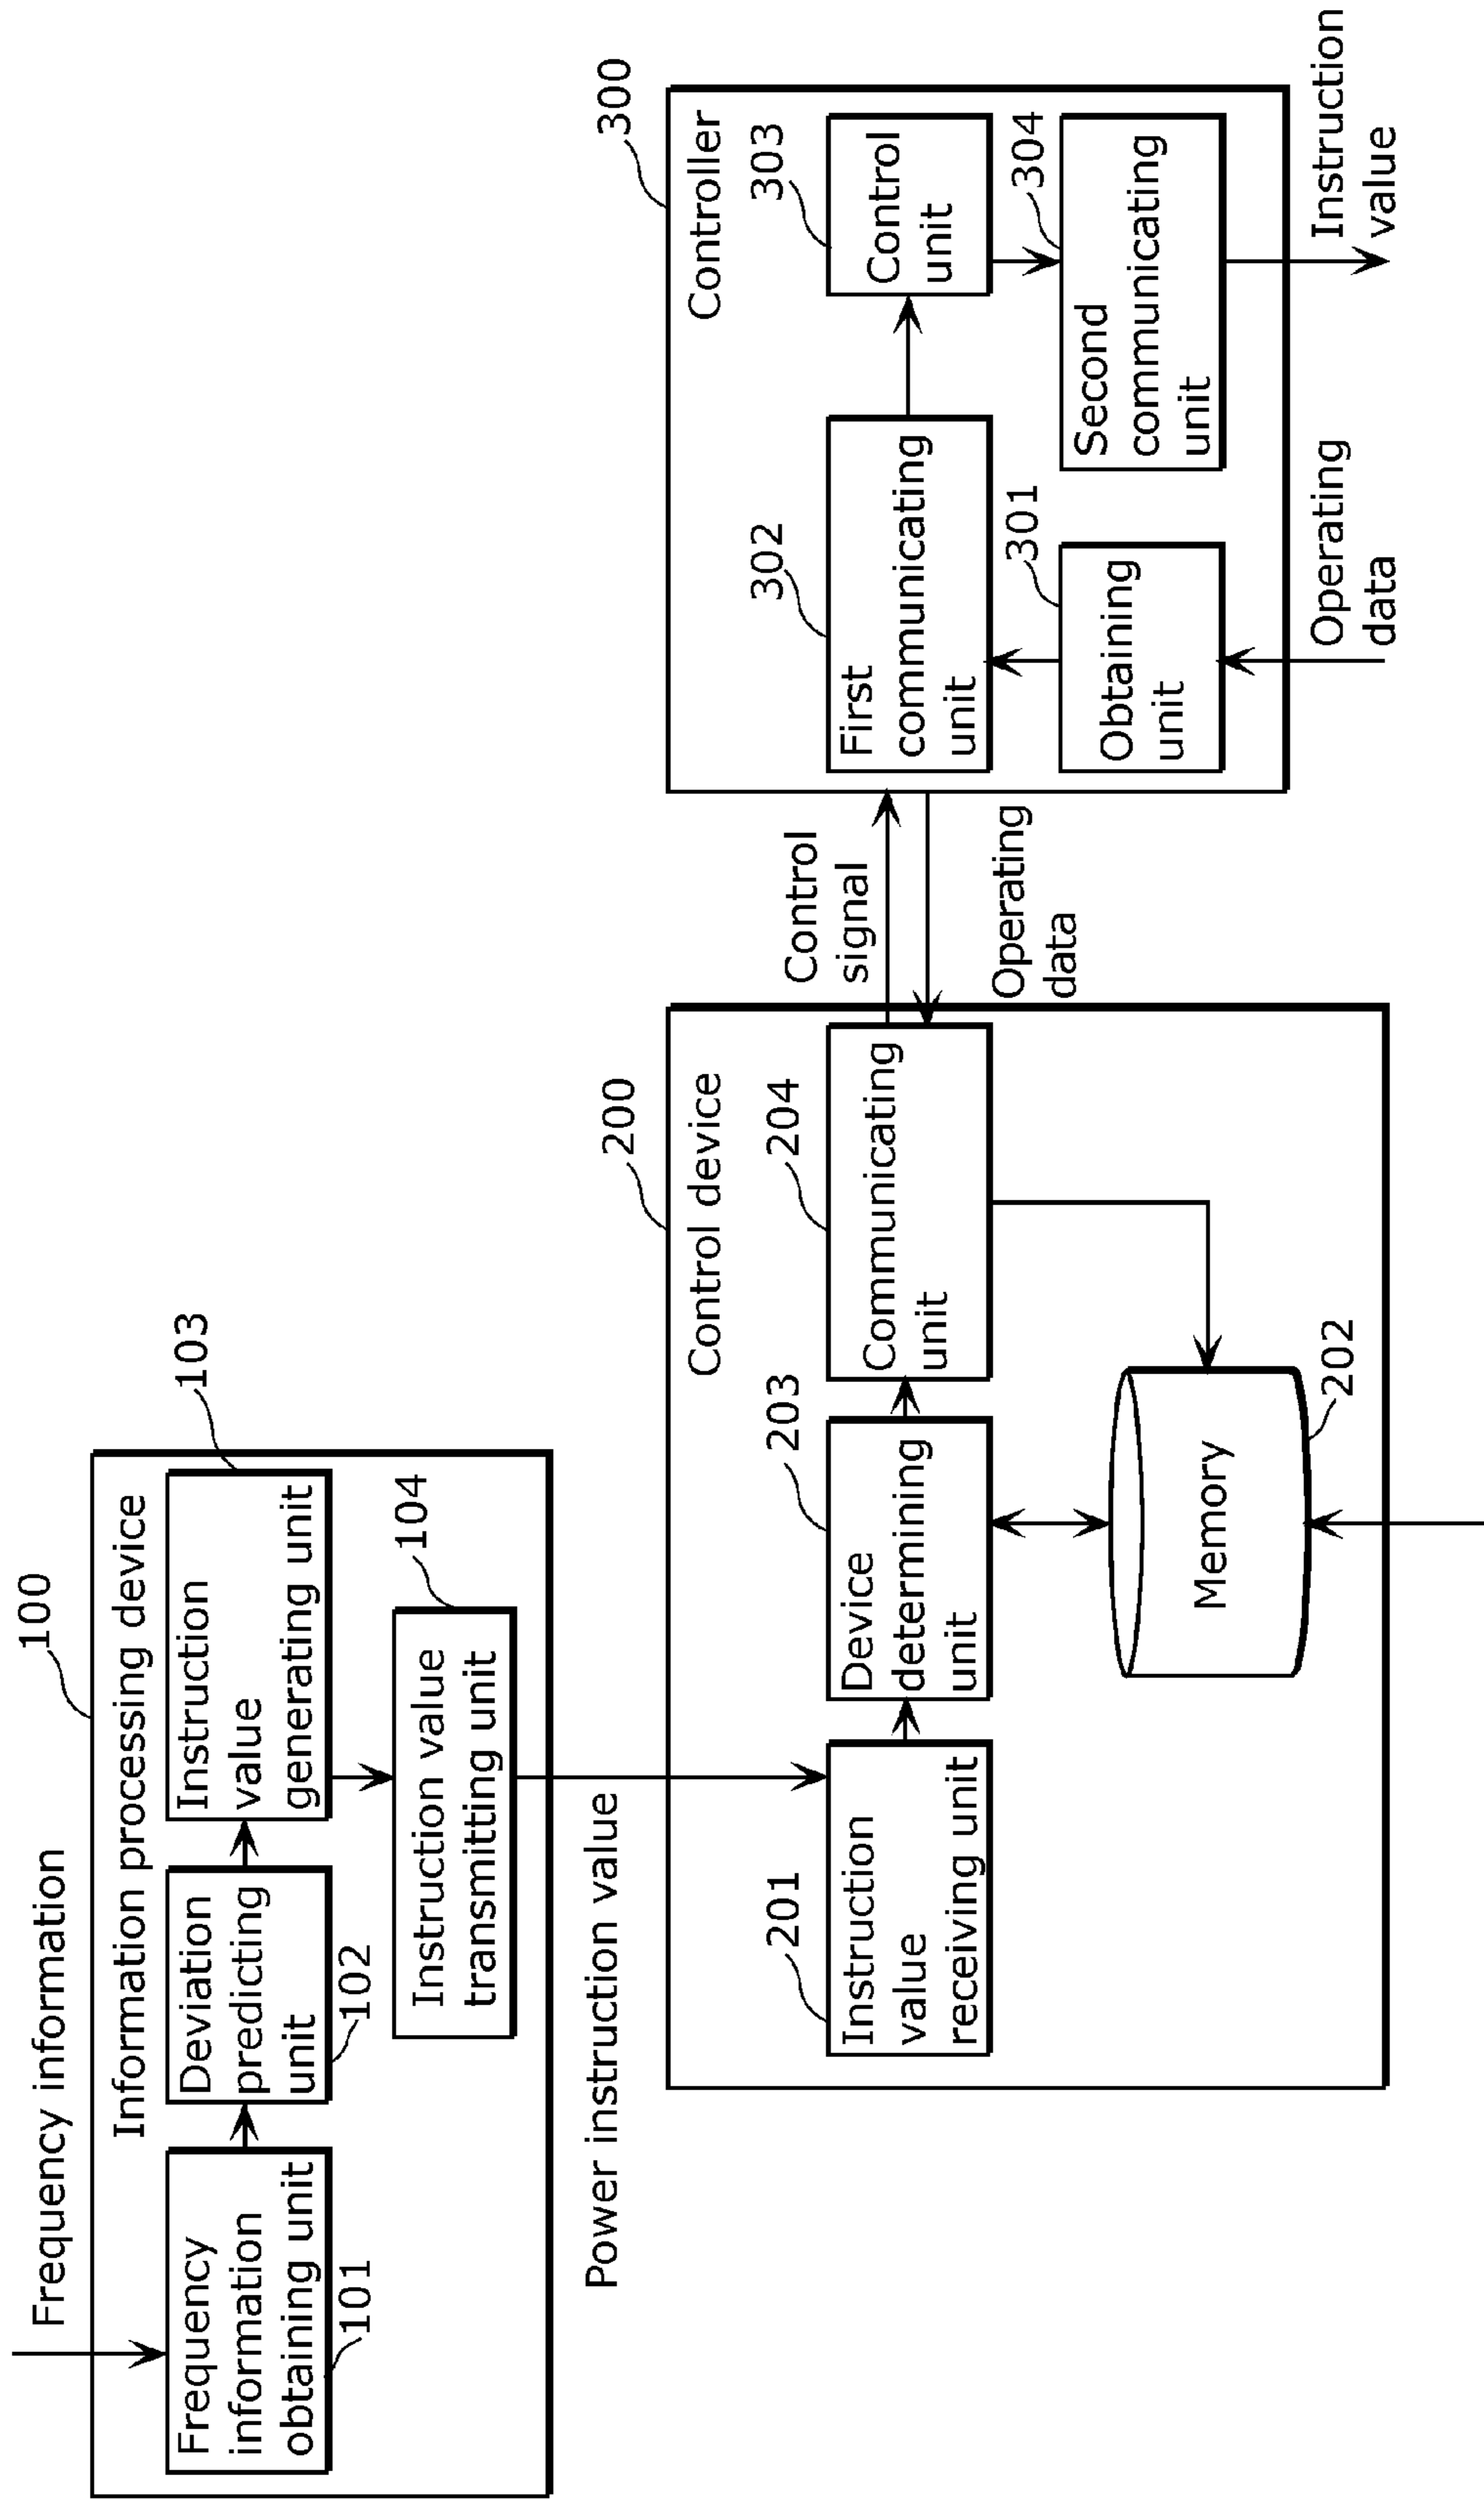 Frequency information
100
Information processing device
Frequency
information
obtaining unit
101
Deviation
predicting
unit
102
Instruction
value
generating unit
103
Instruction value
transmitting unit
104
Power instruction value
200
Control device
201
Instruction
value
receiving unit
203
Device
determining
unit
204
Communicating
unit
Memory
202
Control
signal
Operating
data
300
Controller
302
First
communicating
unit
303
Control
unit
301
Obtaining
unit
304
Second
communicating
unit
Operating
data
Instruction
value